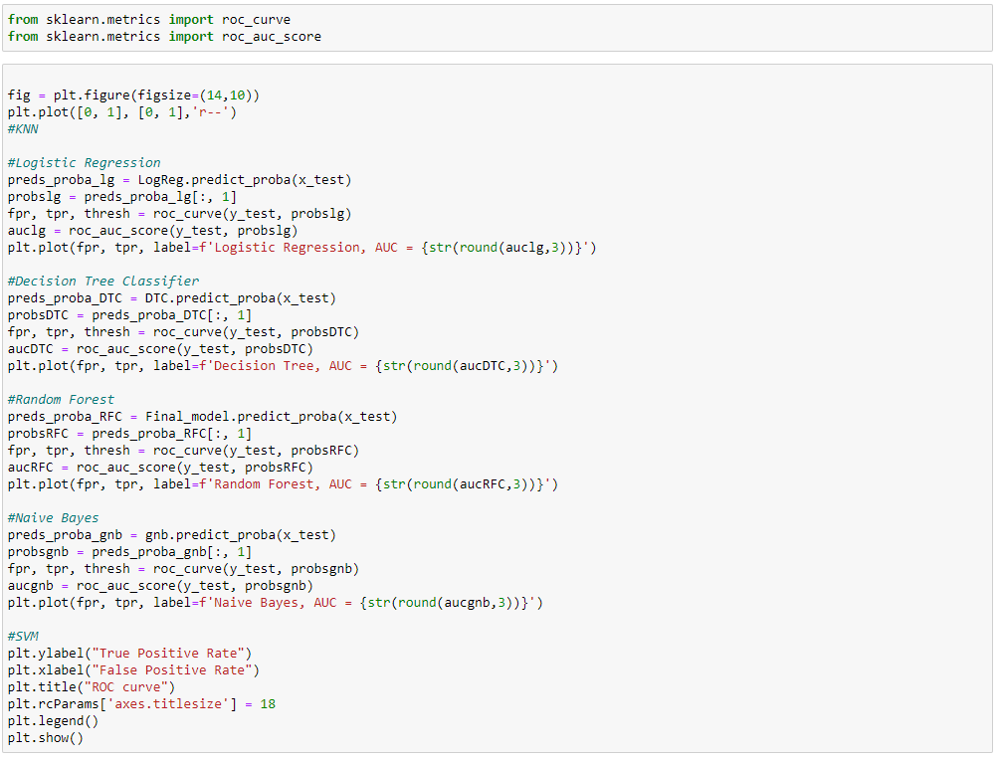 from sklearn.metrics import roc_curve
from sklearn.metrics import roc_auc_score
fig = plt.figure(figsize=(14,10))
plt.plot([0, 1], [0, 1],'r--')
#KNN
#Logistic Regression
preds_proba_lg = LogReg.predict_proba(x_test)
probslg = preds_proba_lg[:, 1]
fpr, tpr, thresh = roc_curve(y_test, probslg)
auclg = roc_auc_score(y_test, probslg)
plt.plot(fpr, tpr, label=f'Logistic Regression, AUC = {str(round(auclg,3))}')
#Decision Tree Classifier
preds_proba_DTC = DTC.predict_proba(x_test)
probsDTC = preds_proba_DTC[:, 1]
fpr, tpr, thresh = roc_curve(y_test, probsDTC)
aucDTC = roc_auc_score(y_test, probsDTC)
plt.plot(fpr, tpr, label=f'Decision Tree, AUC = {str(round(aucDTC,3))}')
#Random Forest
preds_proba_RFC = Final_model.predict_proba(x_test)
probsRFC = preds_proba_RFC[:, 1]
fpr, tpr, thresh = roc_curve(y_test, probsRFC)
aucRFC = roc_auc_score(y_test, probsRFC)
plt.plot(fpr, tpr, label=f'Random Forest, AUC = {str(round(aucRFC,3))}')
#Naive Bayes
preds_proba_gnb = gnb.predict_proba(x_test)
probsgnb = preds_proba_gnb[:, 1]
fpr, tpr, thresh = roc_curve(y_test, probsgnb)
aucgnb = roc_auc_score(y_test, probsgnb)
plt.plot(fpr, tpr, label=f'Naive Bayes, AUC = {str(round(aucgnb,3))}')
#SVM
plt.ylabel("True Positive Rate")
plt.xlabel("False Positive Rate")
plt.title("ROC curve")
plt.rcParams['axes.titlesize'] = 18
plt.legend()
plt.show()